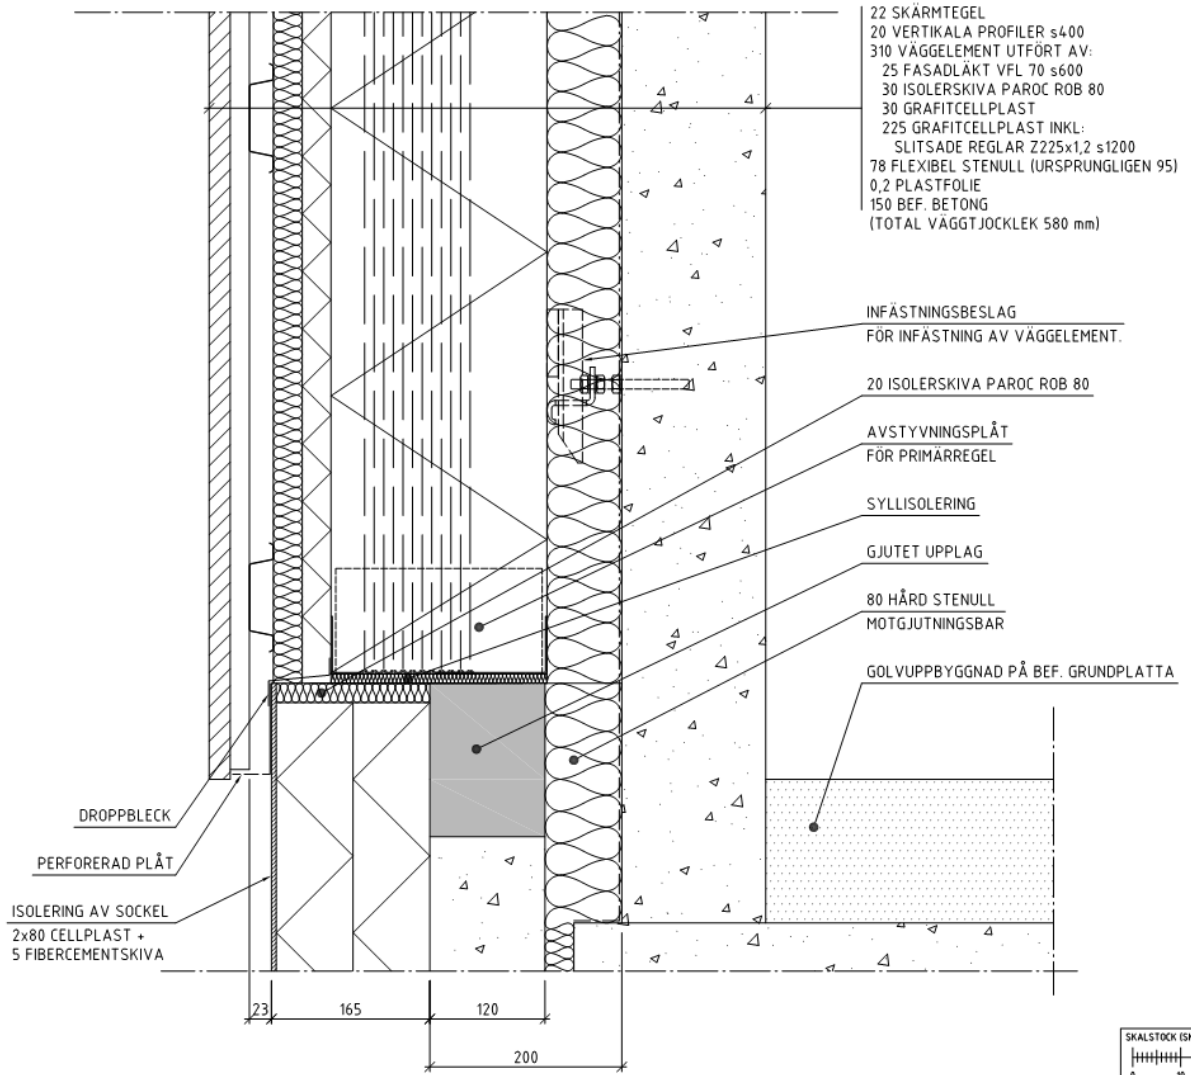 22 SKÄRMTEGEL
20 VERTIKALA PROFILER s400
310 VÄGGELEMENT UTFÖRT AV:
25 FASADLÄKT VFL 70 s600
30 ISOLERSKIVA PAROC ROB 80
30 GRAFITCELLPLAST
225 GRAFITCELLPLAST INKL:
SLITSADE REGLAR Z225x1,2 s1200
78 FLEXIBEL STENULL (URSPRUNGLIGEN 95)
0,2 PLASTFOLIE
150 BEF. BETONG
(TOTAL VÄGGTJOCKLEK 580 mm)
INFÄSTNINGSBESLAG
FÖR INFÄSTNING AV VÄGGELEMENT.
20 ISOLERSKIVA PAROC ROB 80
AVSTYVNINGSPLÅT
FÖR PRIMÄRREGEL
SYLLISOLERING
GJUTET UPPLAG
80 HÅRD STENULL
MOTGJUTNINGSBAR
GOLVUPPBYGGNAD PÅ BEF. GRUNDPLATTA
DROPPBLECK
PERFORERAD PLÅT
ISOLERING AV SOCKEL
2x80 CELLPLAST +
5 FIBERCEMENTSKIVA
23 165 120
200
SKALSTOCK
0 10